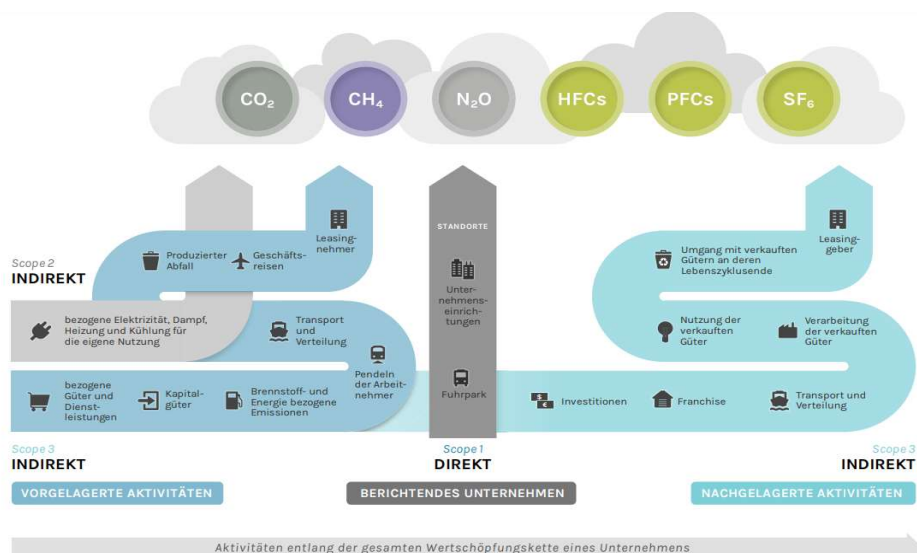 CO₂
CH₄
N₂O
HFCs
PFCs
SF₆
STANDORTE
Leasing-
nehmer
Produzierter
Abfall
Geschäfts-
reisen
Scope 2
INDIREKT
bezogene Elektrizität, Dampf,
Heizung und Kühlung für
die eigene Nutzung
Transport
und
Verteilung
Pendeln
der Arbeit-
nehmer
bezogene
Güter und
Dienst-
leistungen
Kapital-
güter
Brennstoff- und
Energie bezogene
Emissionen
Unter-
nehmens-
einrich-
tungen
Fuhrpark
Umgang mit verkauften
Gütern an deren
Lebenszyklusende
Leasing-
geber
Nutzung der
verkauften
Güter
Verarbeitung
der verkauften
Güter
$
€
Investitionen
Franchise
Transport und
Verteilung
Scope 3
INDIREKT
Scope 1
DIREKT
Scope 3
INDIREKT
VORGELAGERTE AKTIVITÄTEN
BERICHTENDES UNTERNEHMEN
NACHGELAGERTE AKTIVITÄTEN
Aktivitäten entlang der gesamten Wertschöpfungskette eines Unternehmens